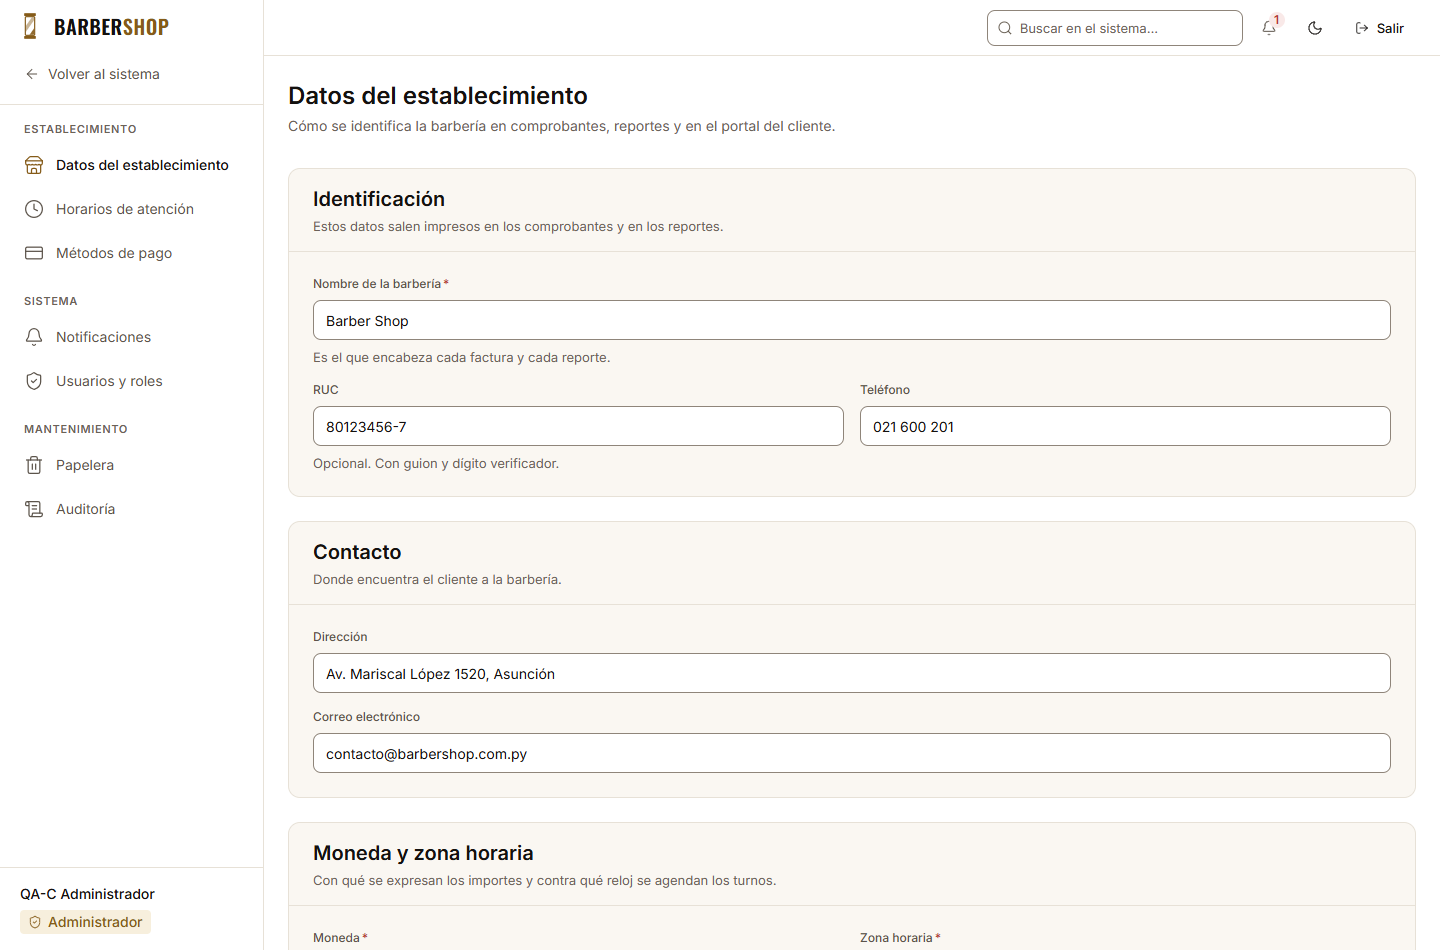 BARBERSHOP
Volver al sistema
ESTABLECIMIENTO
Datos del establecimiento
Horarios de atención
Métodos de pago
SISTEMA
Notificaciones
Usuarios y roles
MANTENIMIENTO
Papelera
Auditoría
QA-C Administrador
Administrador
Buscar en el sistema...
1
Salir
Datos del establecimiento
Cómo se identifica la barbería en comprobantes, reportes y en el portal del cliente.
Identificación
Estos datos salen impresos en los comprobantes y en los reportes.
Nombre de la barbería*
Barber Shop
Es el que encabeza cada factura y cada reporte.
RUC
80123456-7
Opcional. Con guion y dígito verificador.
Teléfono
021 600 201
Contacto
Donde encuentra el cliente a la barbería.
Dirección
Av. Mariscal López 1520, Asunción
Correo electrónico
contacto@barbershop.com.py
Moneda y zona horaria
Con qué se expresan los importes y contra qué reloj se agendan los turnos.
Moneda*
Zona horaria*